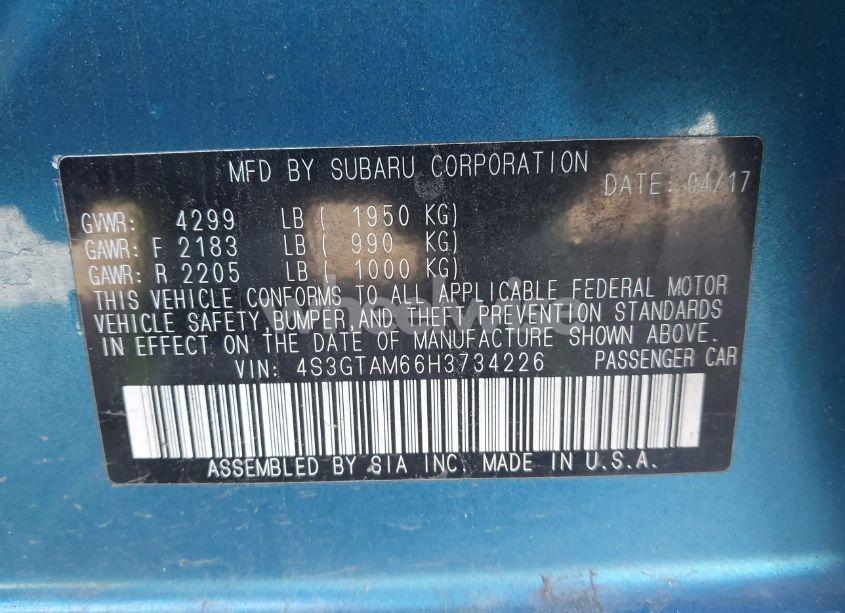 MFD BY SUBARU CORPORATION
DATE: 04/17
GVWR: 4299 LB ( 1950 KG)
GAWR: F 2183 LB ( 990 KG)
GAWR: R 2205 LB ( 1000 KG)
THIS VEHICLE CONFORMS TO ALL APPLICABLE FEDERAL MOTOR
VEHICLE SAFETY,BUMPER,AND THEFT PREVENTION STANDARDS
IN EFFECT ON THE DATE OF MANUFACTURE SHOWN ABOVE.
VIN: 4S3GTAM66H3734226 PASSENGER CAR
ASSEMBLED BY SIA INC. MADE IN U.S.A.